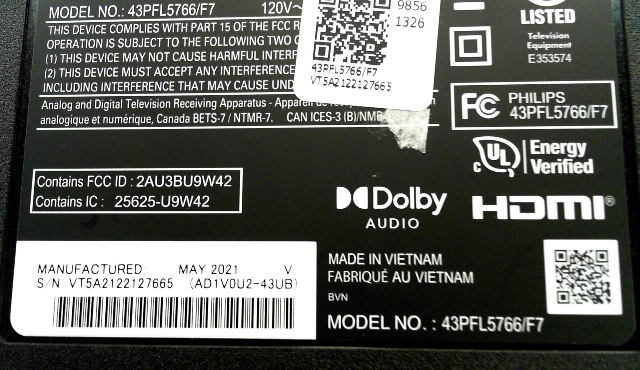 MODEL NO.: 43PFL5766/F7 120V~
THIS DEVICE COMPLIES WITH PART 15 OF THE FCC R
OPERATION IS SUBJECT TO THE FOLLOWING TWO C
(1) THIS DEVICE MAY NOT CAUSE HARMFUL INTERF
(2) THIS DEVICE MUST ACCEPT ANY INTERFERENCE
INCLUDING INTERFERENCE THAT MAY CAUSE UND
Analog and Digital Television Receiving Apparatus - Appareil de
analogique et numérique, Canada BETS-7 / NTMR-7. CAN ICES-3 (B)/NMB
9856
1326
43PFL5766/F7
VT5A2122127665
LISTED
Television
Equipment
E353574
FC PHILIPS
43PFL5766/F7
UL Energy
Verified
Contains FCC ID : 2AU3BU9W42
Contains IC : 25625-U9W42
Dolby
AUDIO
HDMI®
MANUFACTURED: MAY 2021 V
S/N VT5A2122127665 (AD1V0U2-43UB)
MADE IN VIETNAM
FABRIQUÉ AU VIETNAM
BVN
MODEL NO. : 43PFL5766/F7